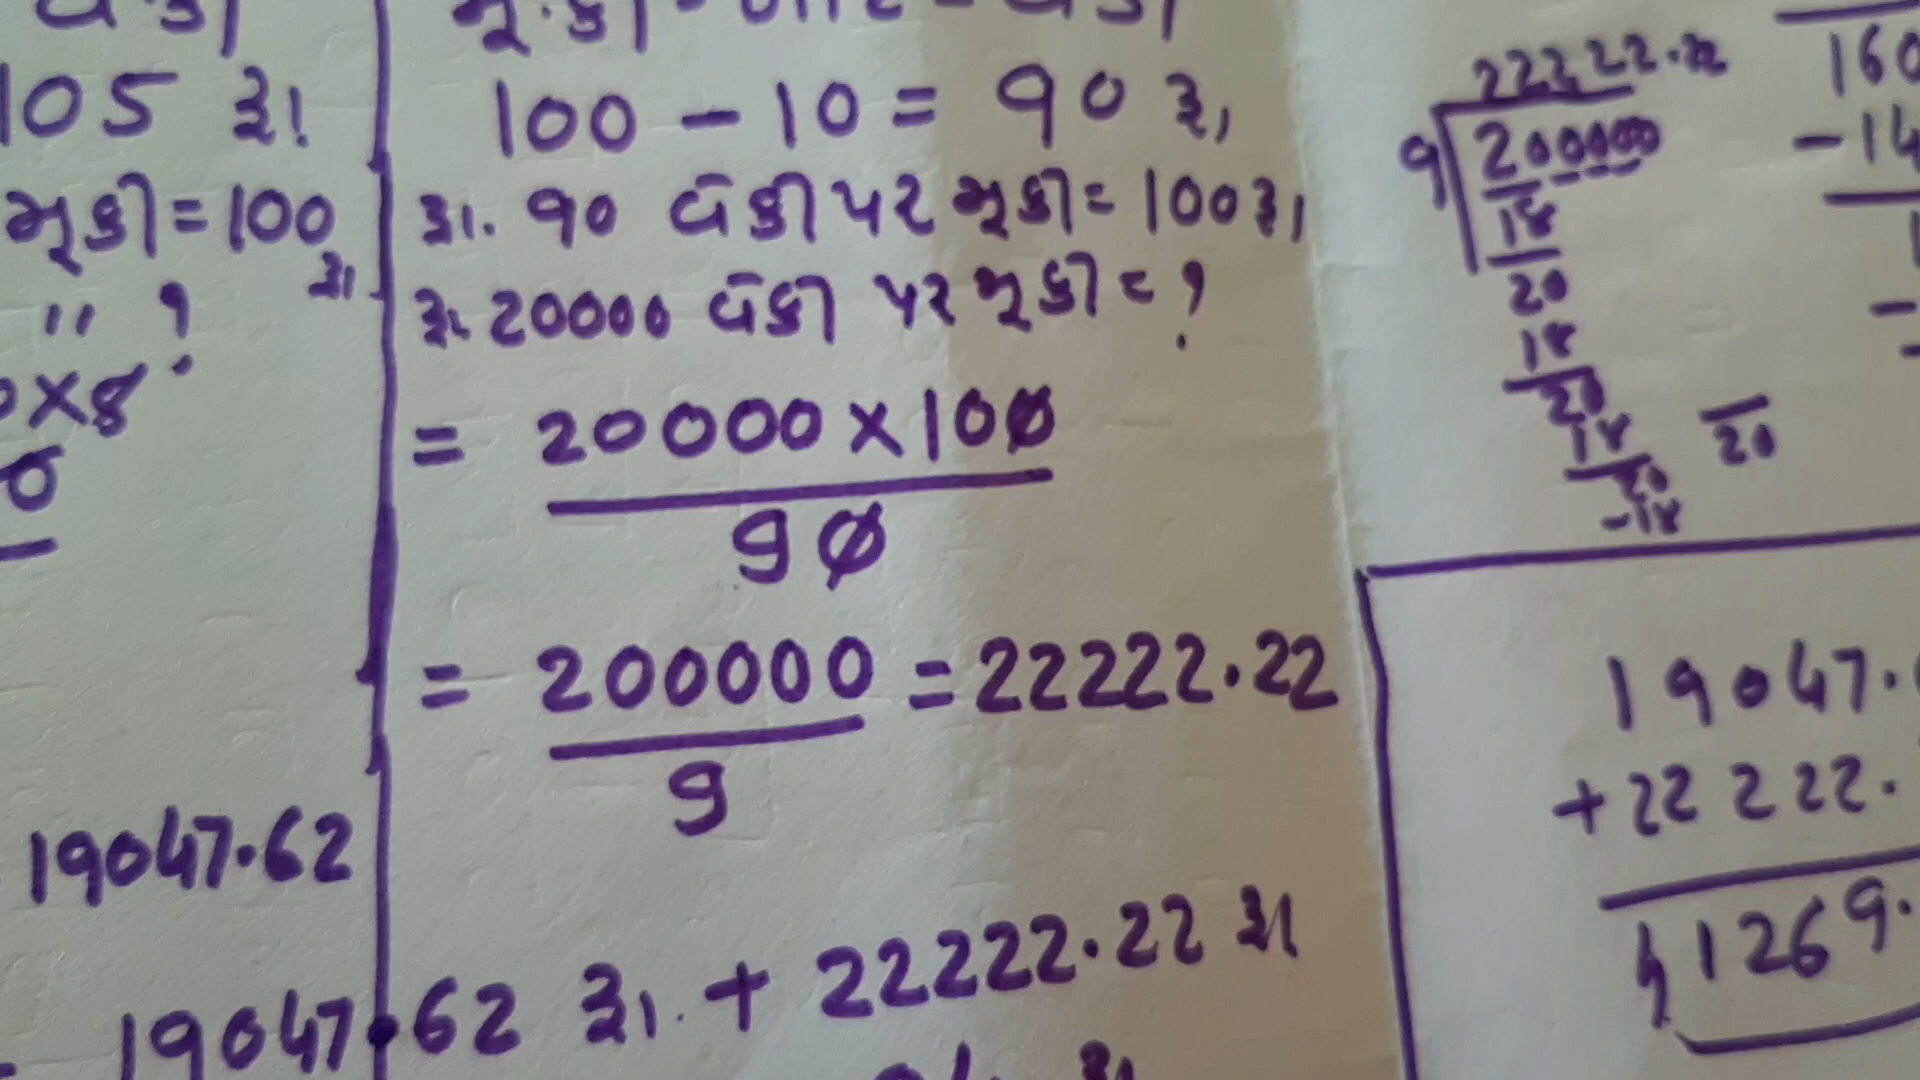 105 રૂા
મૂકી = 100 રૂા
" ?
19047.62
100 - 10 = 90 રૂા
રૂા. 90 વેકી પર મૂકી = 100 રૂા
રૂા. 20000 વેકી પર મૂકી = ?
= 20000 x 100
90
= 200000 = 22222.22
9
19047.62 રૂા. + 22222.22 રૂા
22222.22
9 200000
18
20
18
20
18
20
-18
20
160
-14
19047.
+22222.
41269.